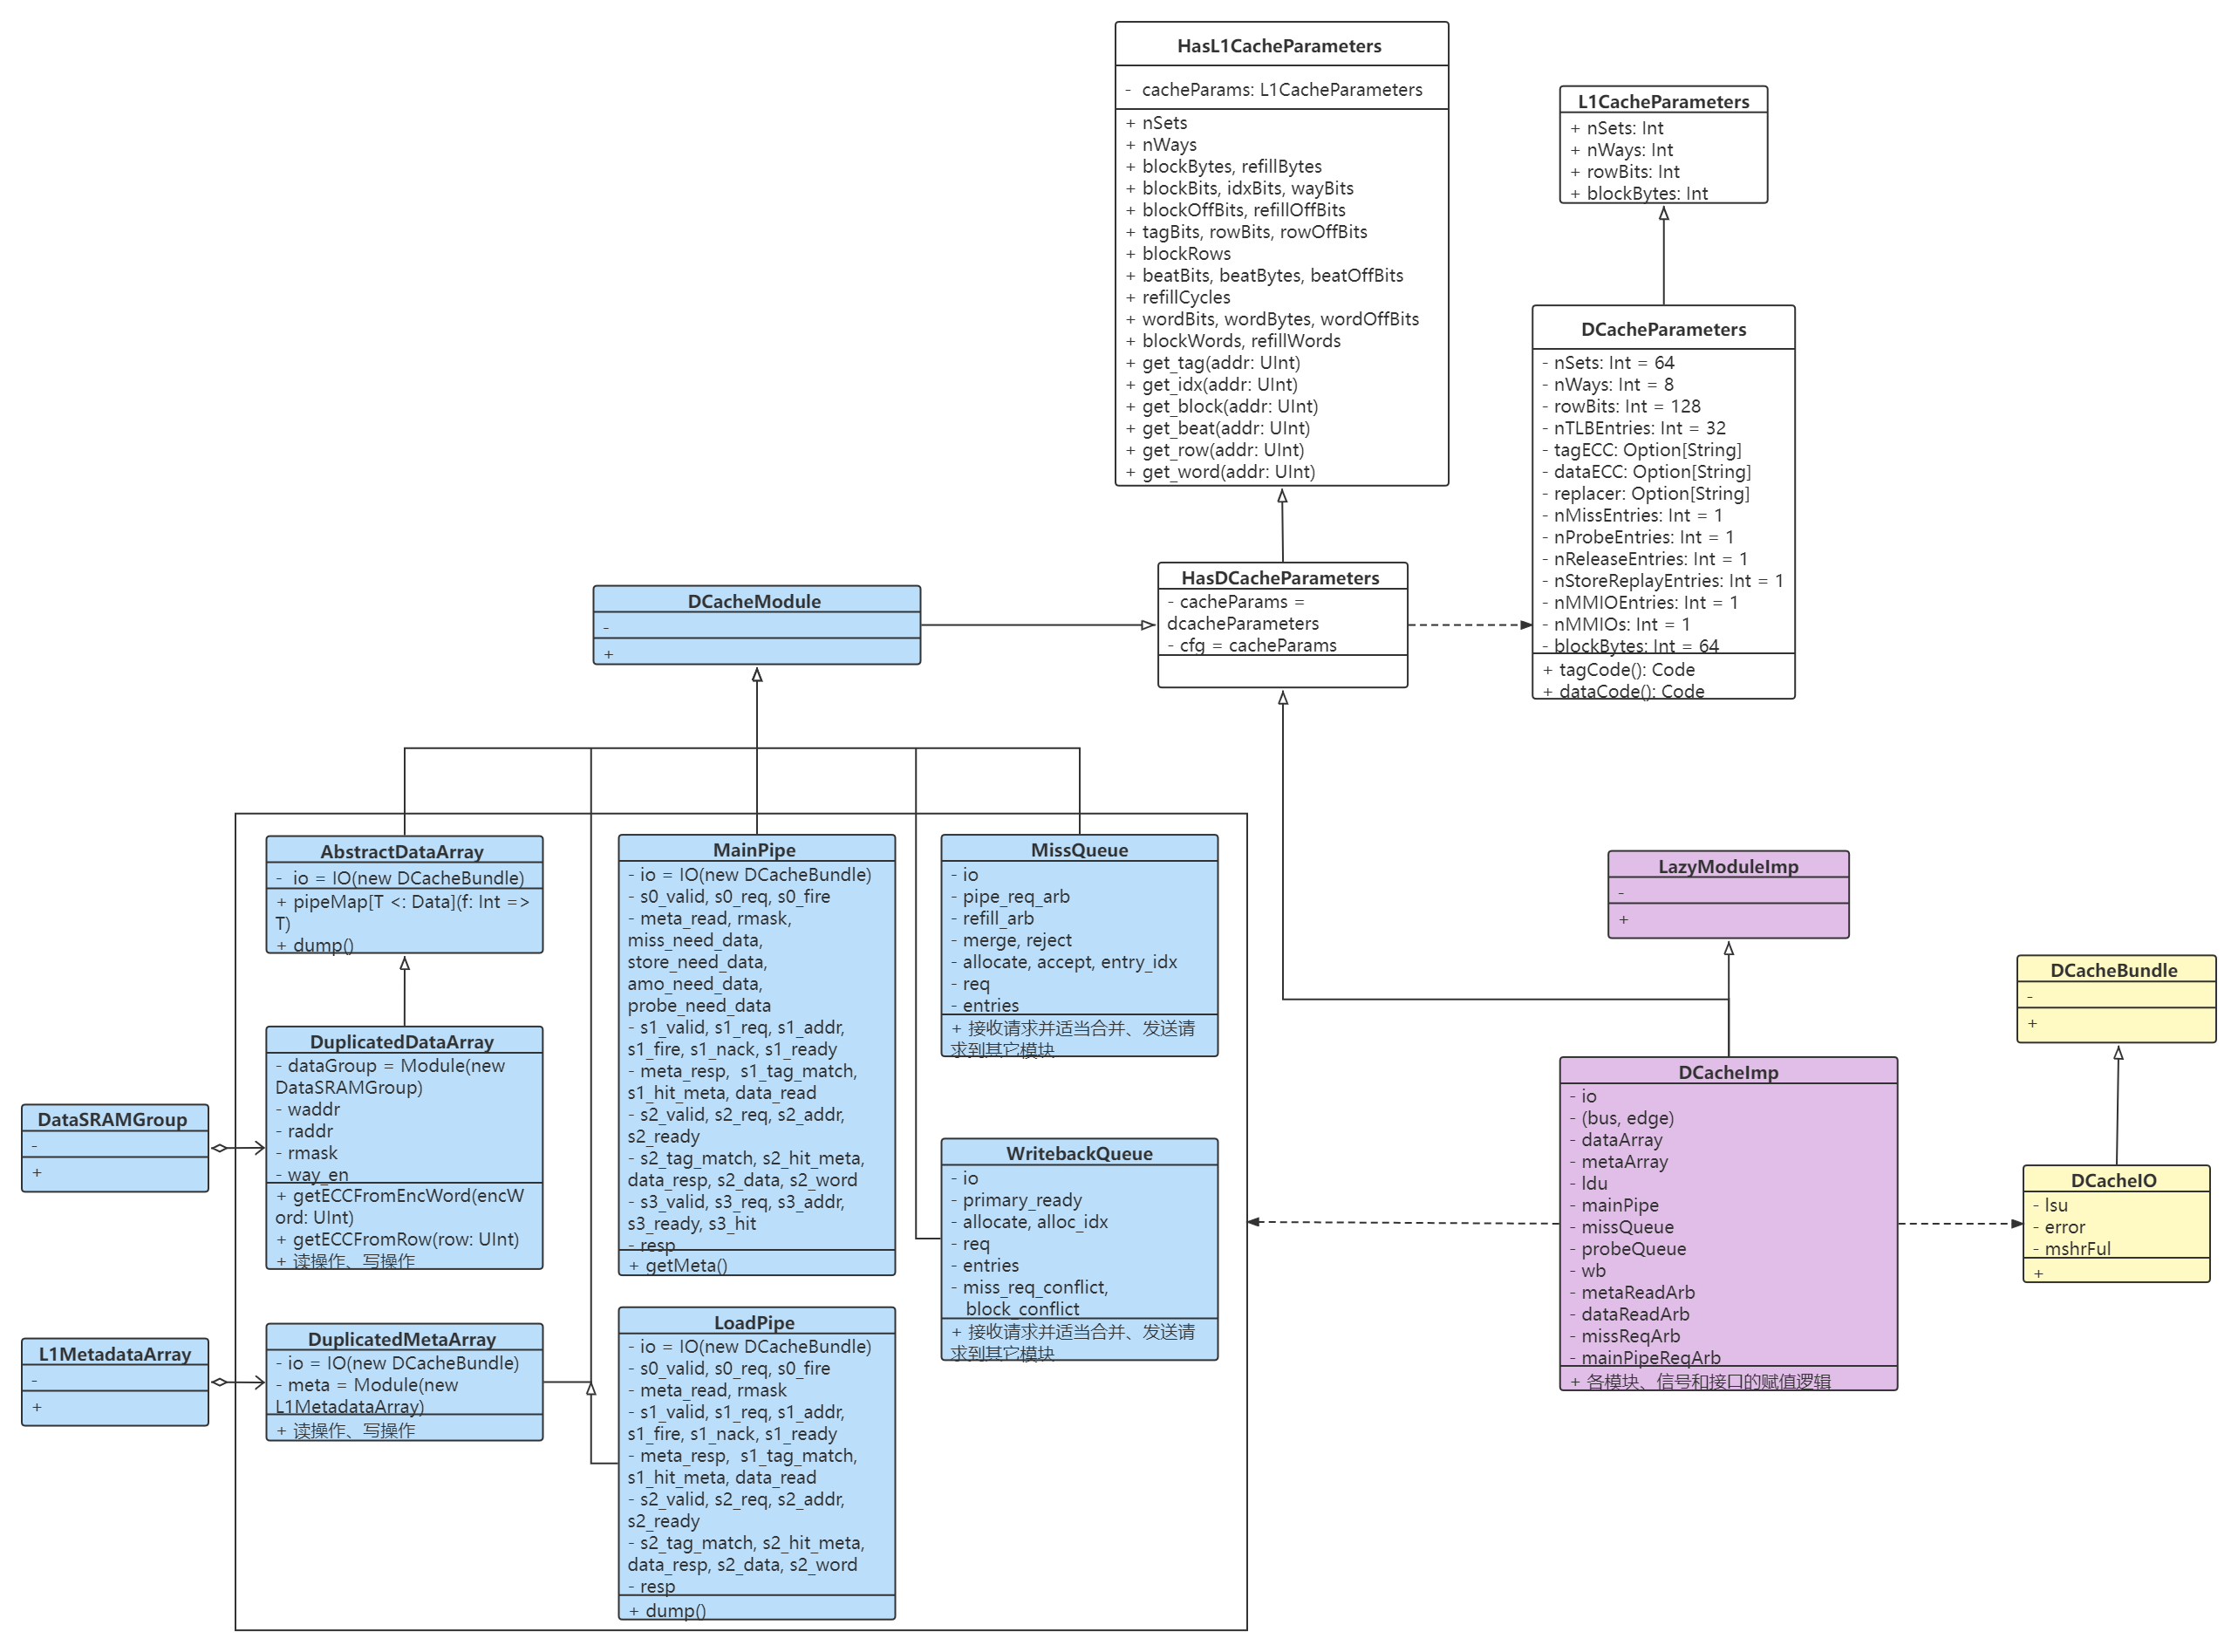 HasL1CacheParameters
- cacheParams: L1CacheParameters
+ nSets
+ nWays
+ blockBytes, refillBytes
+ blockBits, idxBits, wayBits
+ blockOffBits, refillOffBits
+ tagBits, rowBits, rowOffBits
+ blockRows
+ beatBits, beatBytes, beatOffBits
+ refillCycles
+ wordBits, wordBytes, wordOffBits
+ blockWords, refillWords
+ get_tag(addr: UInt)
+ get_idx(addr: UInt)
+ get_block(addr: UInt)
+ get_beat(addr: UInt)
+ get_row(addr: UInt)
+ get_word(addr: UInt)
L1CacheParameters
+ nSets: Int
+ nWays: Int
+ rowBits: Int
+ blockBytes: Int
DCacheParameters
- nSets: Int = 64
- nWays: Int = 8
- rowBits: Int = 128
- nTLBEntries: Int = 32
- tagECC: Option[String]
- dataECC: Option[String]
- replacer: Option[String]
- nMissEntries: Int = 1
- nProbeEntries: Int = 1
- nReleaseEntries: Int = 1
- nStoreReplayEntries: Int = 1
- nMMIOEntries: Int = 1
- nMMIOs: Int = 1
- blockBytes: Int = 64
+ tagCode(): Code
+ dataCode(): Code
HasDCacheParameters
- cacheParams =
dcacheParameters
- cfg = cacheParams
DCacheModule
-
+
AbstractDataArray
- io = IO(new DCacheBundle)
+ pipeMap[T <: Data](f: Int =>
T)
+ dump()
DuplicatedDataArray
- dataGroup = Module(new
DataSRAMGroup)
- waddr
- raddr
- rmask
- way_en
+ getECCFromEncWord(encW
ord: UInt)
+ getECCFromRow(row: UInt)
+ 读操作、写操作
DataSRAMGroup
-
+
L1MetadataArray
-
+
DuplicatedMetaArray
- io = IO(new DCacheBundle)
- meta = Module(new
L1MetadataArray)
+ 读操作、写操作
MainPipe
- io = IO(new DCacheBundle)
- s0_valid, s0_req, s0_fire
- meta_read, rmask,
miss_need_data,
store_need_data,
amo_need_data,
probe_need_data
- s1_valid, s1_req, s1_addr,
s1_fire, s1_nack, s1_ready
- meta_resp, s1_tag_match,
s1_hit_meta, data_read
- s2_valid, s2_req, s2_addr,
s2_ready
- s2_tag_match, s2_hit_meta,
data_resp, s2_data, s2_word
- s3_valid, s3_req, s3_addr,
s3_ready, s3_hit
- resp
+ getMeta()
LoadPipe
- io = IO(new DCacheBundle)
- s0_valid, s0_req, s0_fire
- meta_read, rmask
- s1_valid, s1_req, s1_addr,
s1_fire, s1_nack, s1_ready
- meta_resp, s1_tag_match,
s1_hit_meta, data_read
- s2_valid, s2_req, s2_addr,
s2_ready
- s2_tag_match, s2_hit_meta,
data_resp, s2_data, s2_word
- resp
+ dump()
MissQueue
- io
- pipe_req_arb
- refill_arb
- merge, reject
- allocate, accept, entry_idx
- req
- entries
+ 接收请求并适当合并、发送请
求到其它模块
WritebackQueue
- io
- primary_ready
- allocate, alloc_idx
- req
- entries
- miss_req_conflict,
block_conflict
+ 接收请求并适当合并、发送请
求到其它模块
LazyModuleImp
-
+
DCacheImp
- io
- (bus, edge)
- dataArray
- metaArray
- ldu
- mainPipe
- missQueue
- probeQueue
- wb
- metaReadArb
- dataReadArb
- missReqArb
- mainPipeReqArb
+ 各模块、信号和接口的赋值逻辑
DCacheBundle
-
+
DCacheIO
- lsu
- error
- mshrFul
+